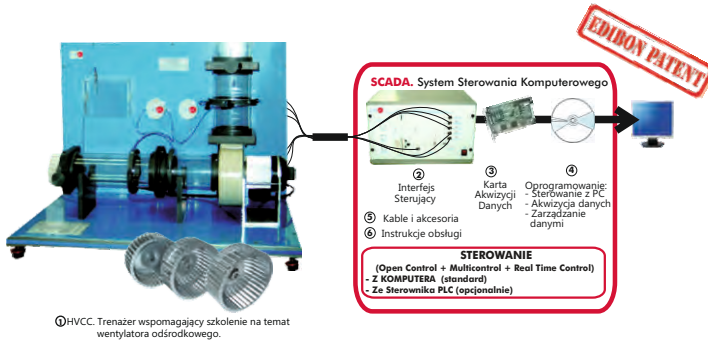 EDIBON PATENT
SCADA. System Sterowania Komputerowego
② Interfejs
Sterujący
③ Karta
Akwizycji
Danych
④ Oprogramowanie:
- Sterowanie z PC
- Akwizycja danych
- Zarządzanie
danymi
⑤ Kable i akcesoria
⑥ Instrukcje obsługi
STEROWANIE
(Open Control + Multicontrol + Real Time Control)
- Z KOMPUTERA (standard)
- Ze Sterownika PLC (opcjonalnie)
① HVCC. Trenażer wspomagający szkolenie na temat
wentylatora odśrodkowego.